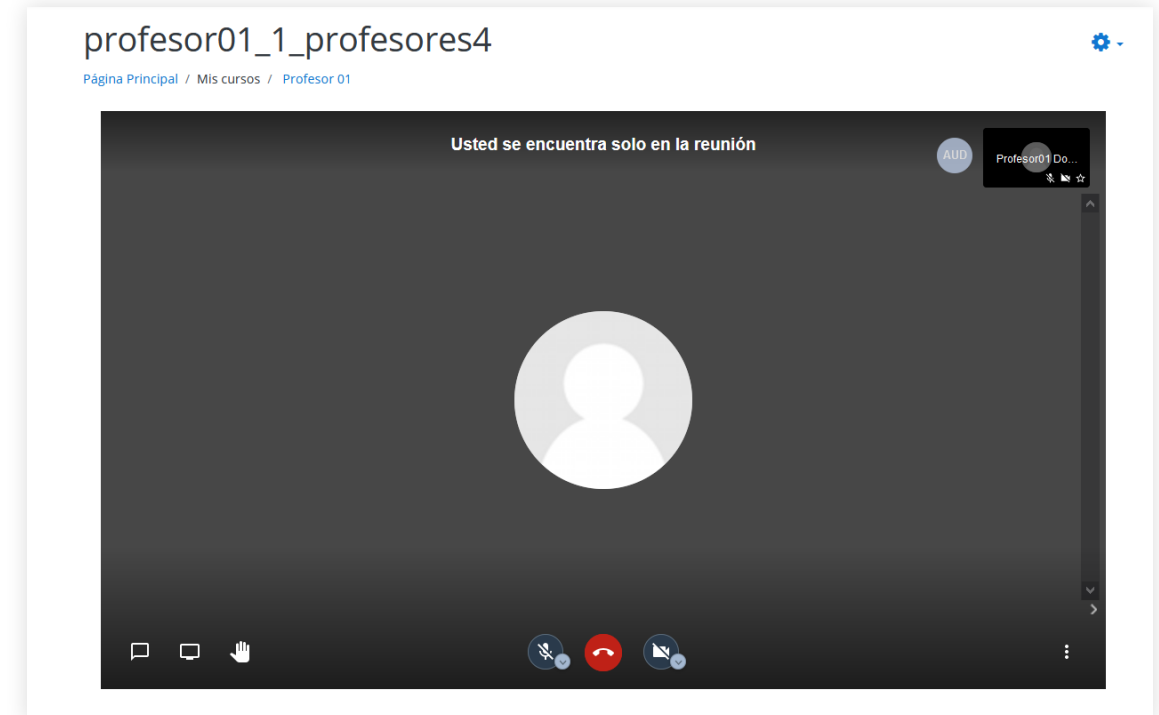 profesor01_1_profesores4
Página Principal / Mis cursos / Profesor 01
Usted se encuentra solo en la reunión
AUD
Profesor01 Do...